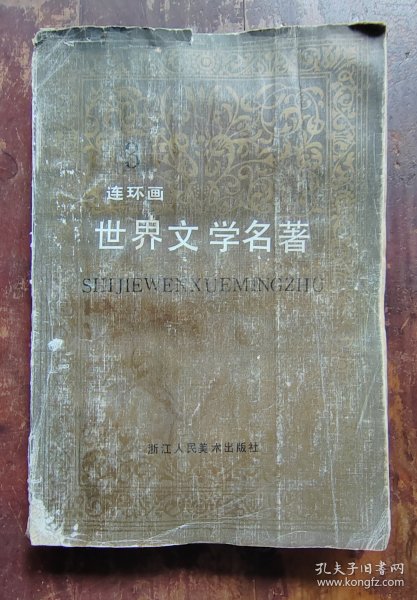 3
连环画
世界文学名著
SHIJIEWENXUEMINGZHU
浙江人民美术出版社
孔夫子旧书网
www.kongfz.com